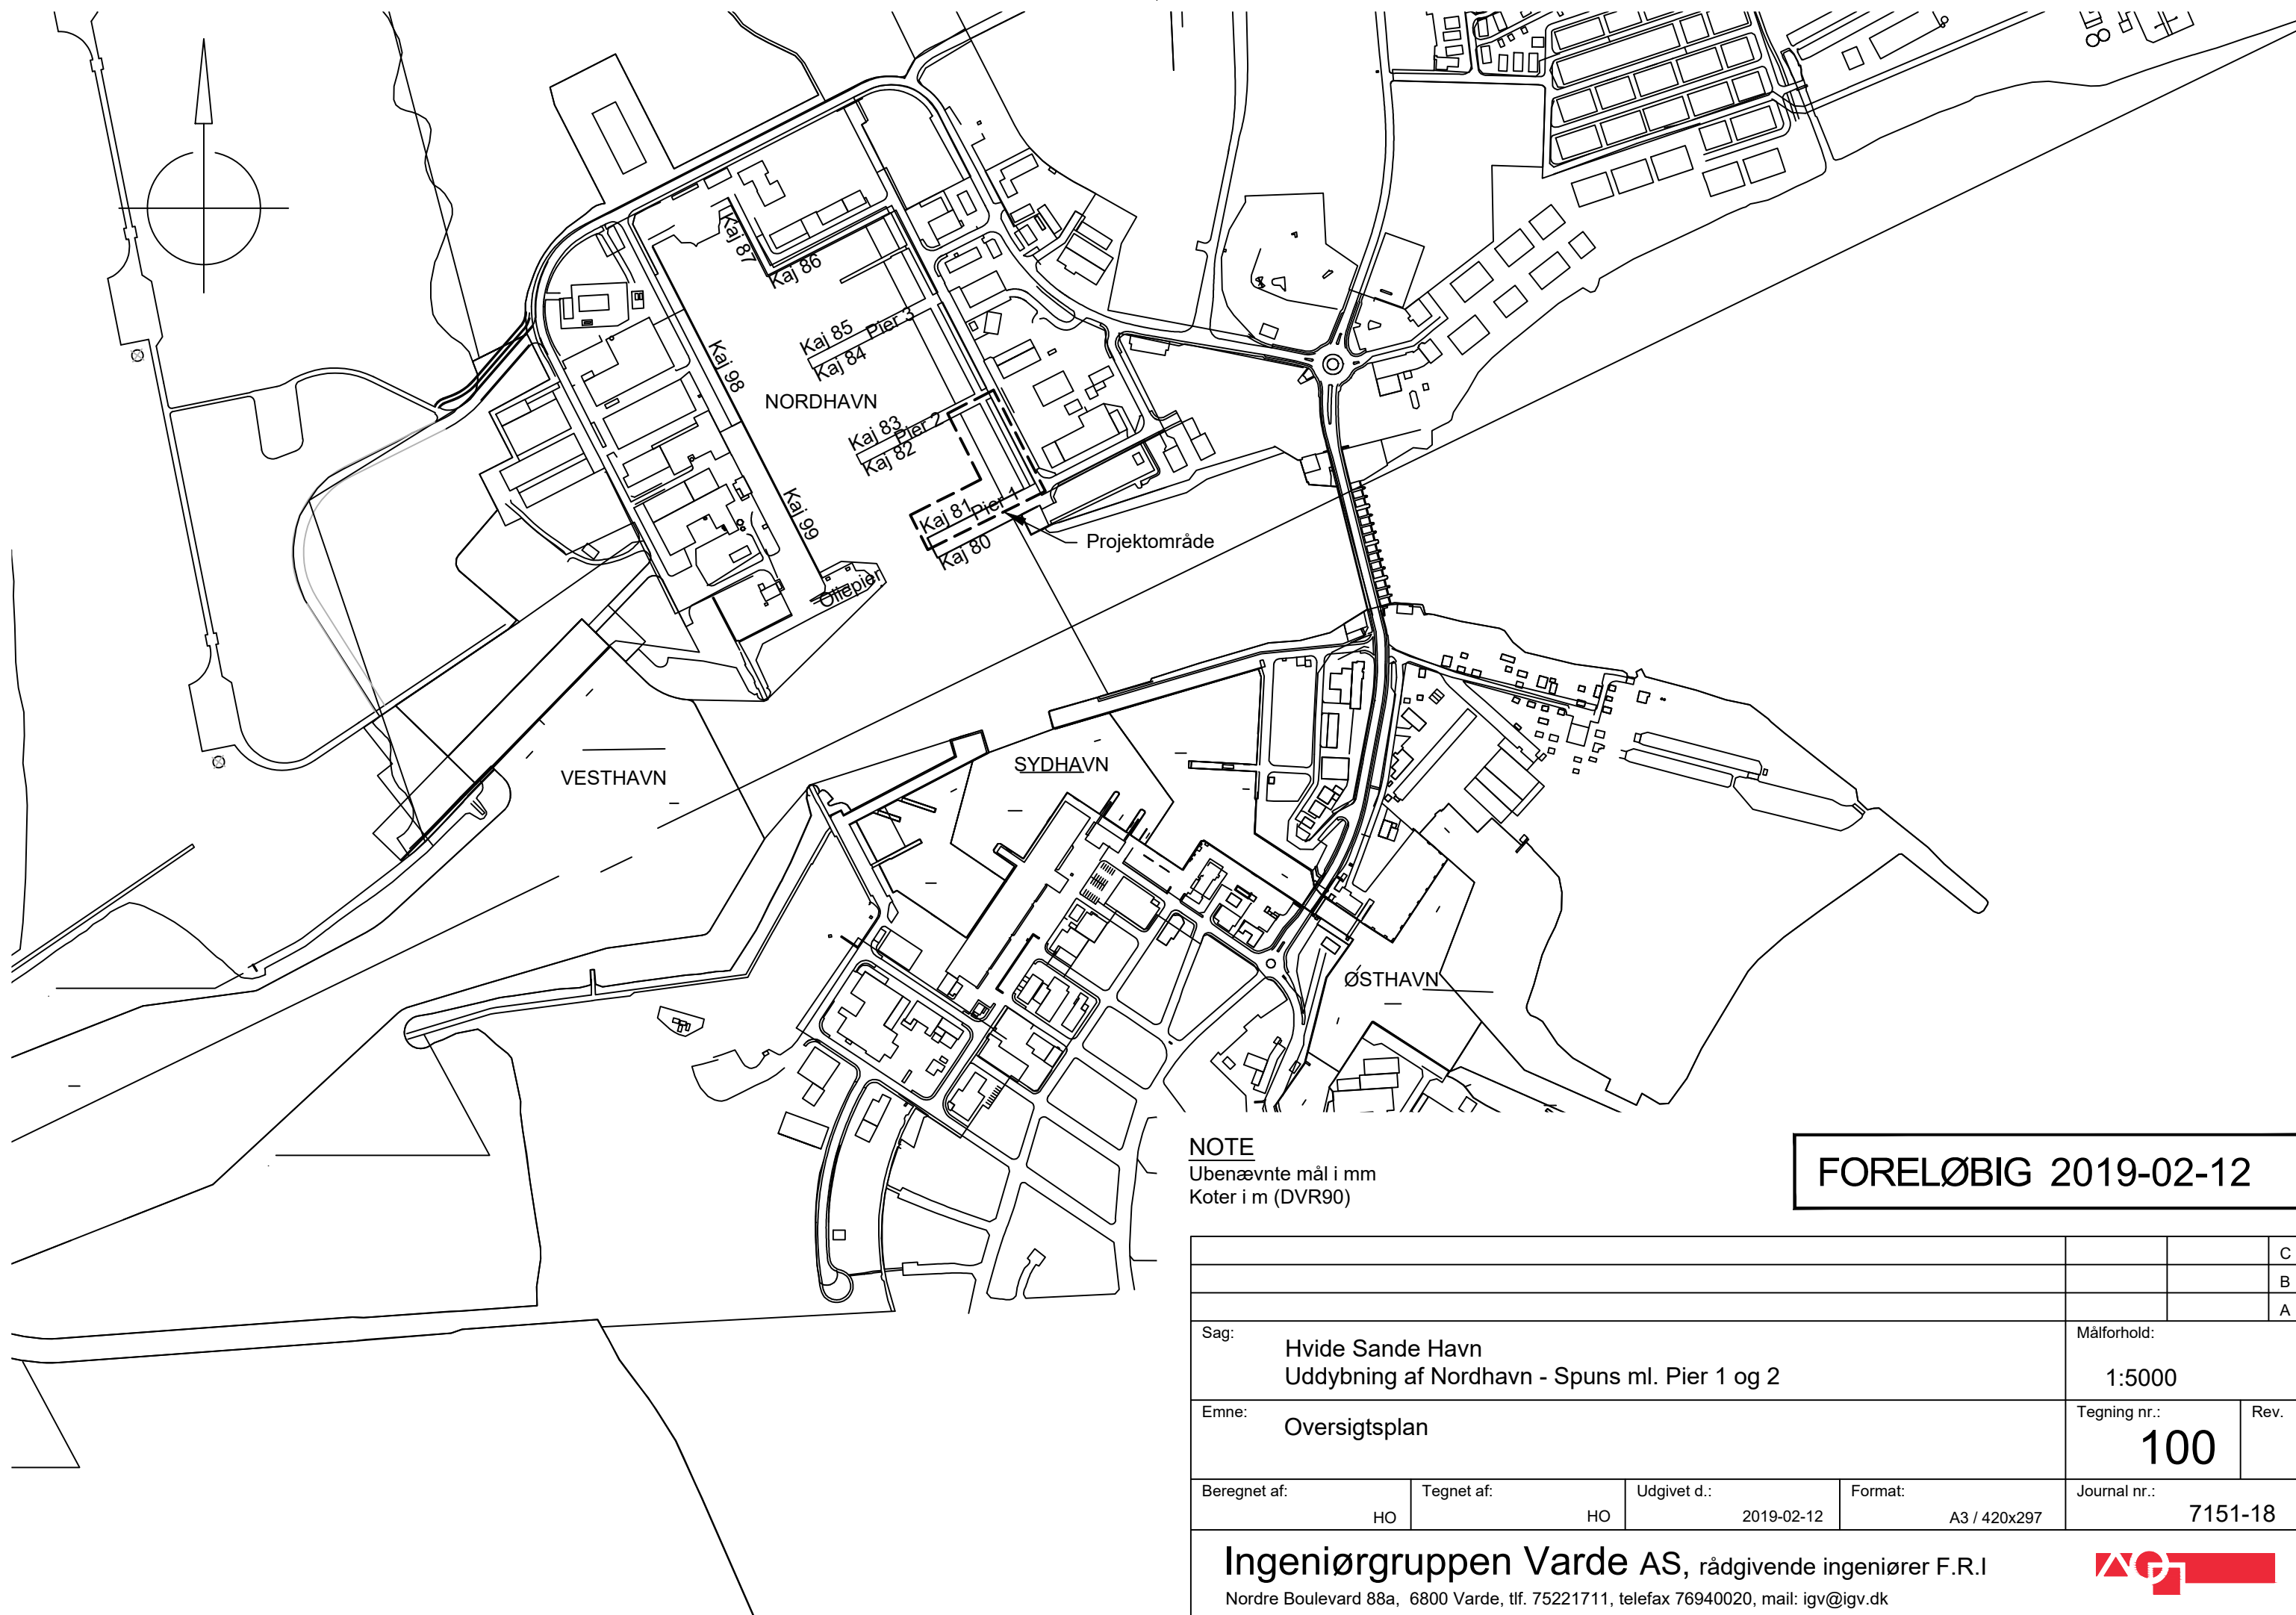 Kaj 87
Kaj 86
Kaj 85
Pier 3
Kaj 84
Kaj 98
NORDHAVN
Kaj 83
Pier 2
Kaj 82
Kaj 99
Kaj 81
Pier 1
Kaj 80
Projektområde
Oliepier
VESTHAVN
SYDHAVN
ØSTHAVN
NOTE
Ubenævnte mål i mm
Koter i m (DVR90)
FORELØBIG 2019-02-12
C
B
A
Sag:
Hvide Sande Havn
Uddybning af Nordhavn - Spuns ml. Pier 1 og 2
Målforhold:
1:5000
Emne:
Oversigtsplan
Tegning nr.:
100
Rev.
Beregnet af:
HO
Tegnet af:
HO
Udgivet d.:
2019-02-12
Format:
A3 / 420x297
Journal nr.:
7151-18
Ingeniørgruppen Varde AS, rådgivende ingeniører F.R.I
Nordre Boulevard 88a, 6800 Varde, tlf. 75221711, telefax 76940020, mail: igv@igv.dk